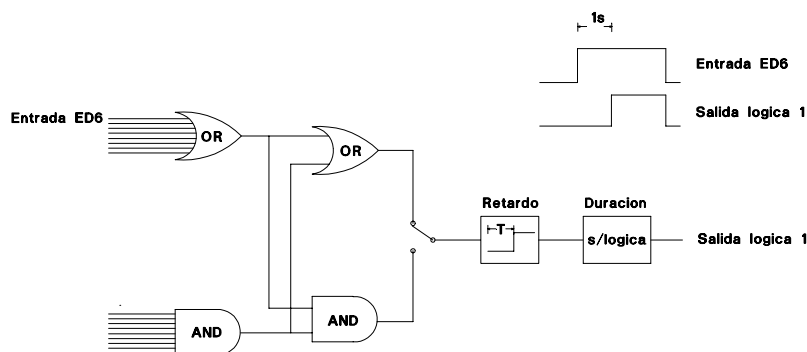 1s
Entrada ED6
Salida logica 1
Entrada ED6
OR
OR
Retardo
Duracion
T
s/logica
Salida logica 1
AND
AND